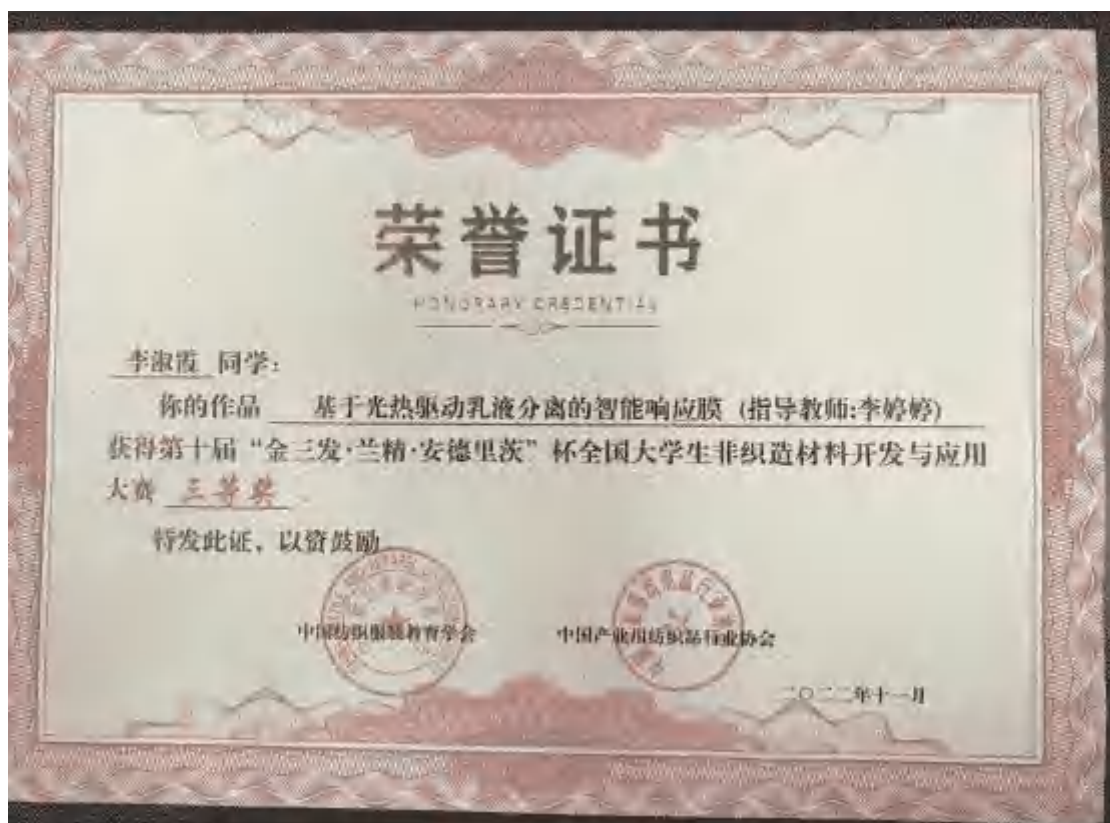 荣誉证书
HONORARY CREDENTIAL
李淑霞 同学:
你的作品 基于光热驱动乳液分离的智能响应膜 (指导教师:李婷婷)
获得第十届“金三发·兰精·安德里茨”杯全国大学生非织造材料开发与应用
大赛 三等奖 .
特发此证、以资鼓励
中国纺织服装教育学会 中国产业用纺织品行业协会
二〇二二年十一月